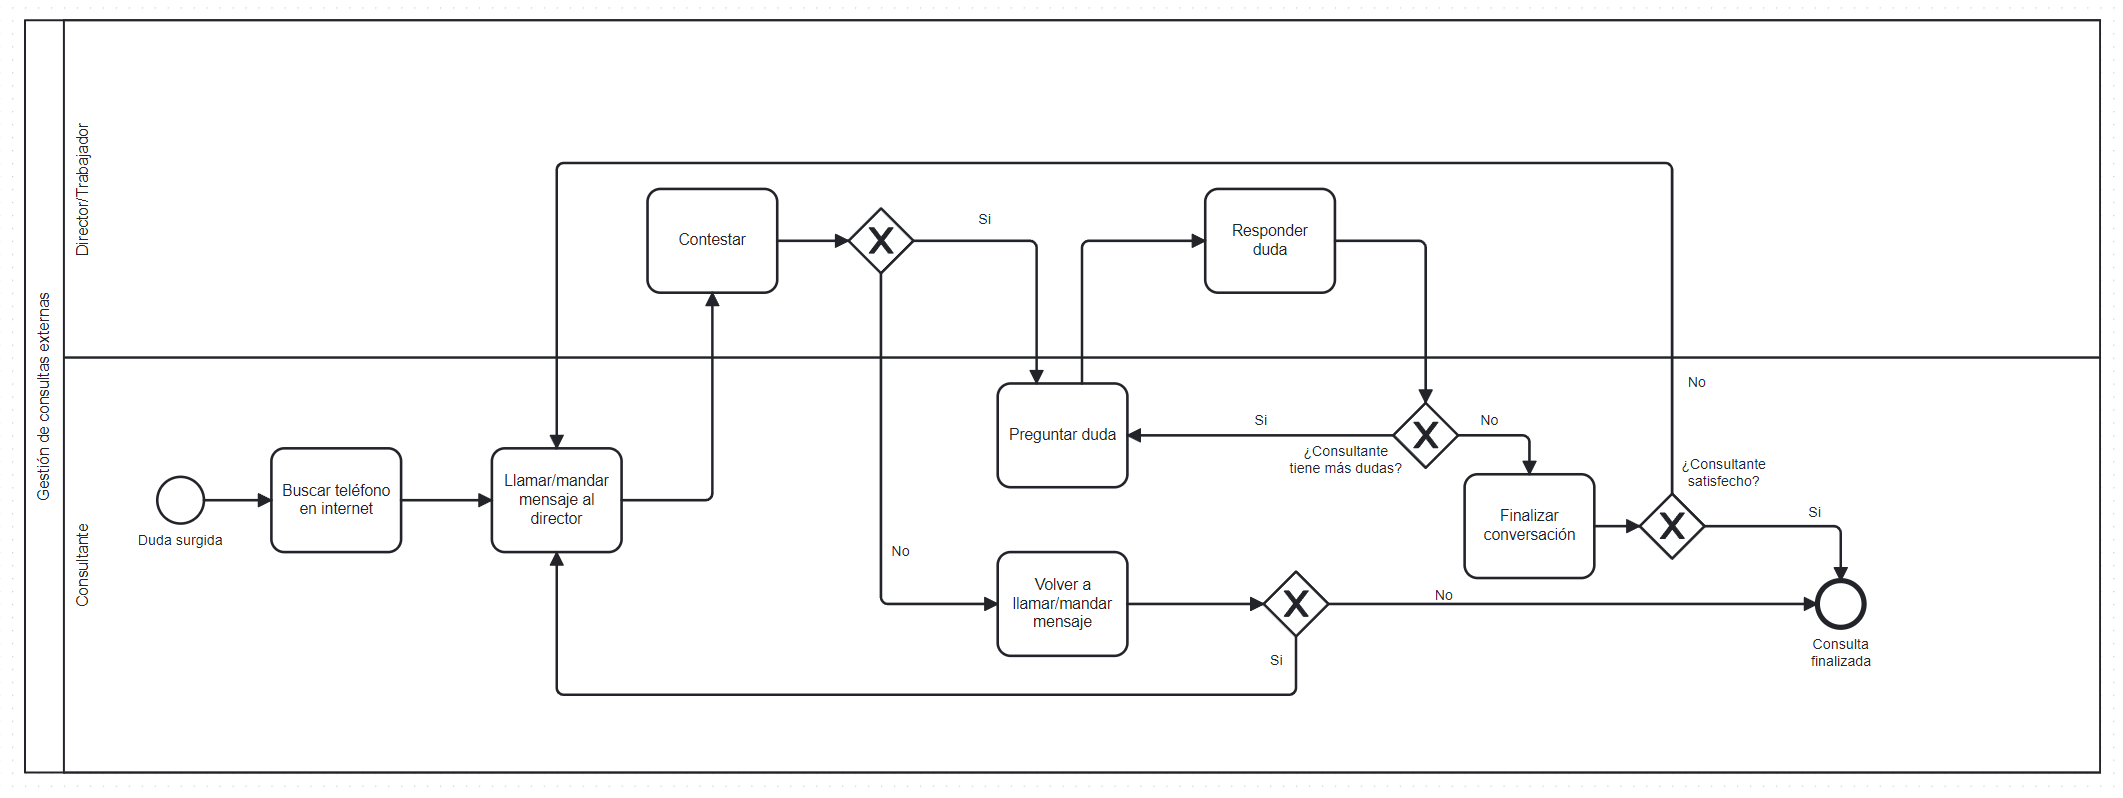 Gestión de consultas externas
Director/Trabajador
Consultante
Contestar
Si
Responder
duda
No
Preguntar duda
Si
¿Consultante
tiene más dudas?
No
¿Consultante
satisfecho?
Si
Duda surgida
Buscar teléfono
en internet
Llamar/mandar
mensaje al
director
Finalizar
conversación
No
Volver a
llamar/mandar
mensaje
Si
No
Consulta
finalizada